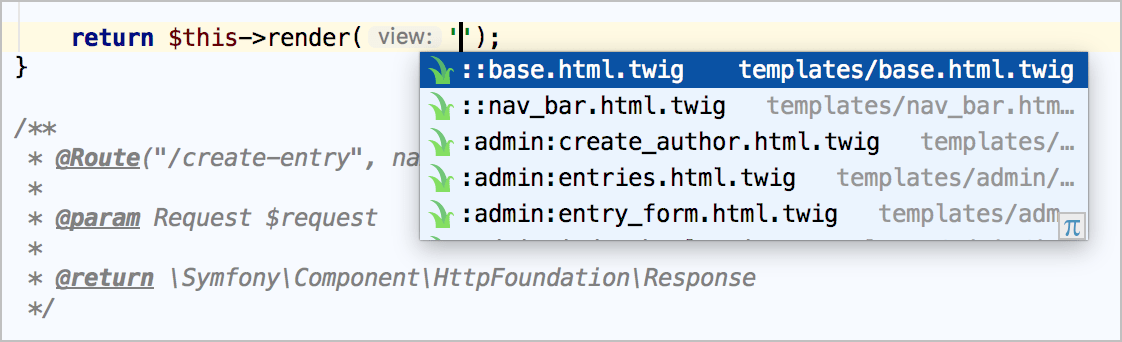 return $this->render( view: '');
}
::base.html.twig templates/base.html.twig
::nav_bar.html.twig templates/nav_bar.htm…
:admin:create_author.html.twig templates/…
:admin:entries.html.twig templates/admin/…
:admin:entry_form.html.twig templates/adm
π
/**
* @Route("/create-entry", na
*
* @param Request $request
*
* @return \Symfony\Component\HttpFoundation\Response
*/